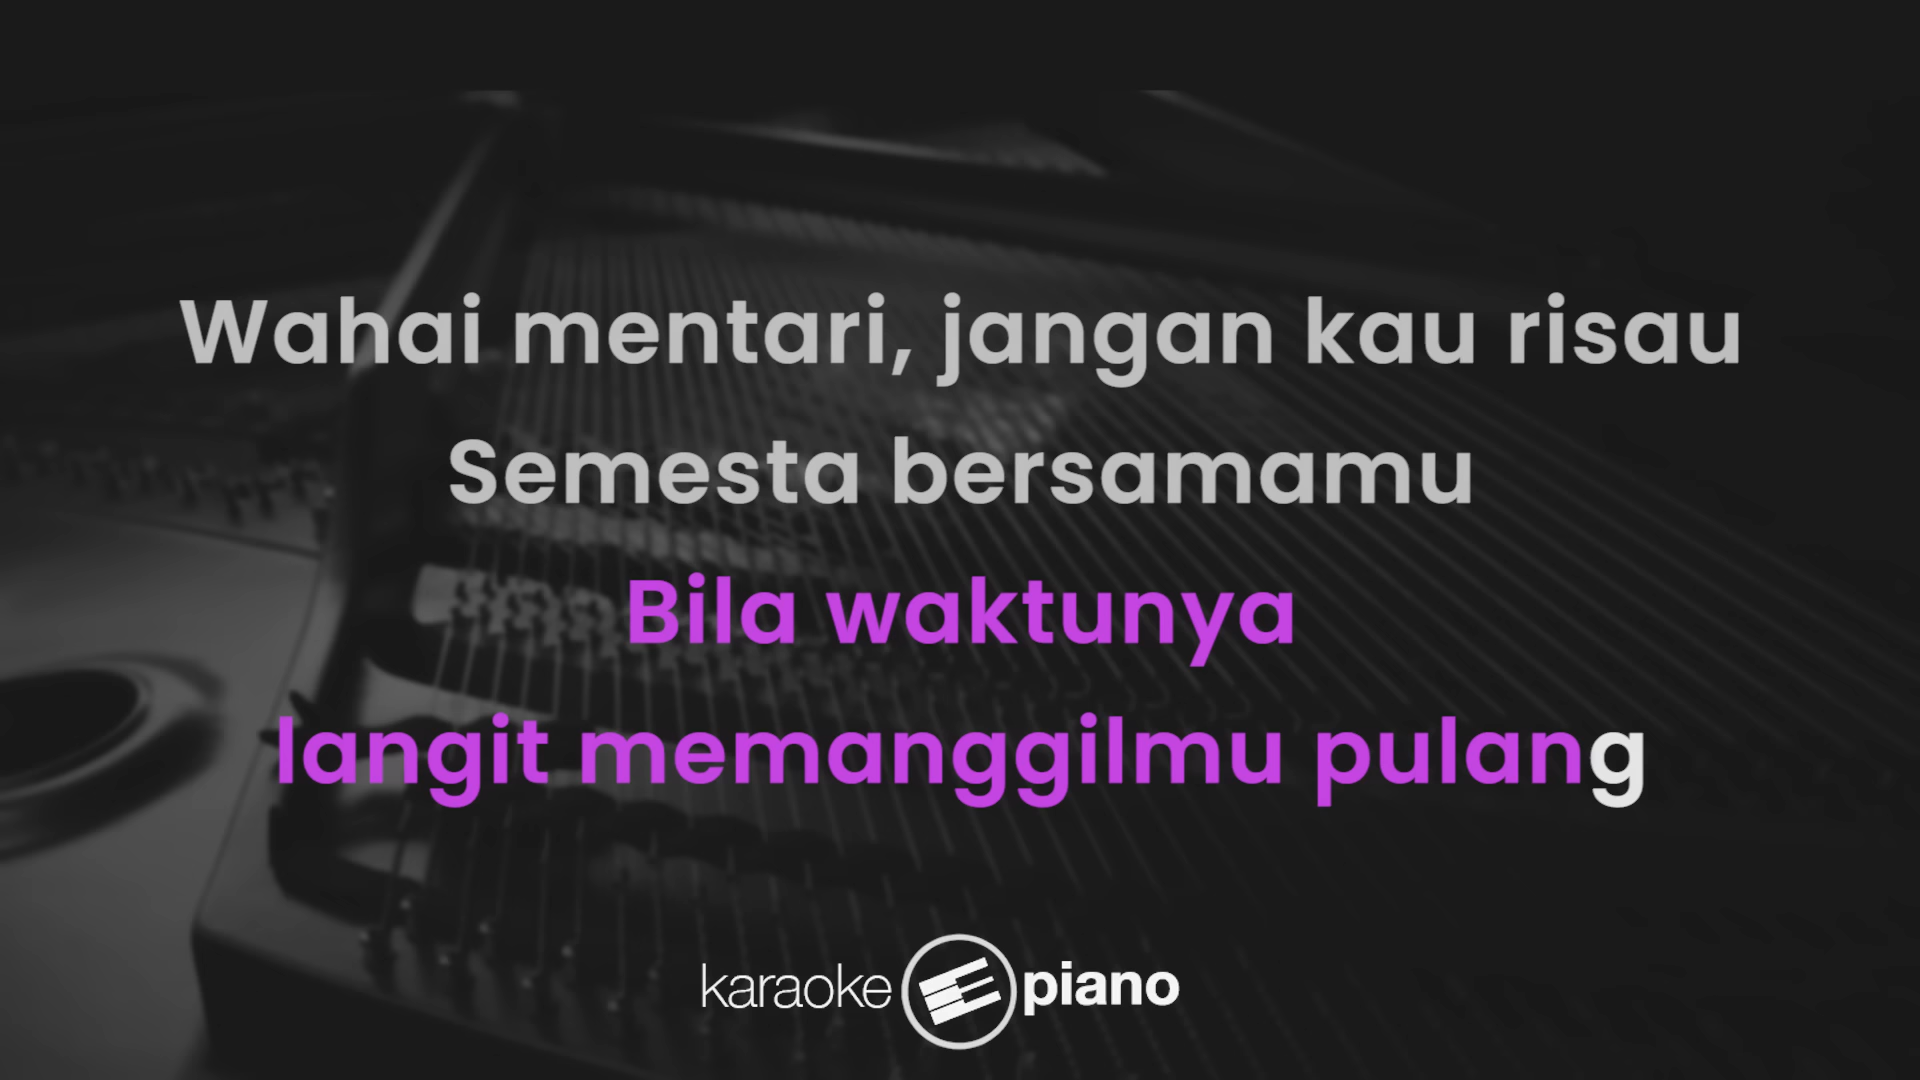 Wahai mentari, jangan kau risau
Semesta bersamamu
Bila waktunya
langit memanggilmu pulang
karaoke piano